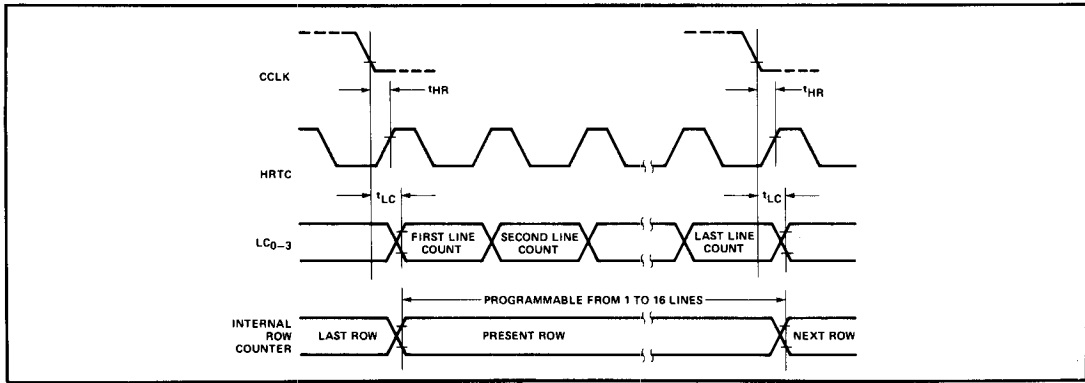 CCLK
tHR
tHR
HRTC
tLC
tLC
LC0–3
FIRST LINE
COUNT
SECOND LINE
COUNT
LAST LINE
COUNT
PROGRAMMABLE FROM 1 TO 16 LINES
INTERNAL
ROW
COUNTER
LAST ROW
PRESENT ROW
NEXT ROW